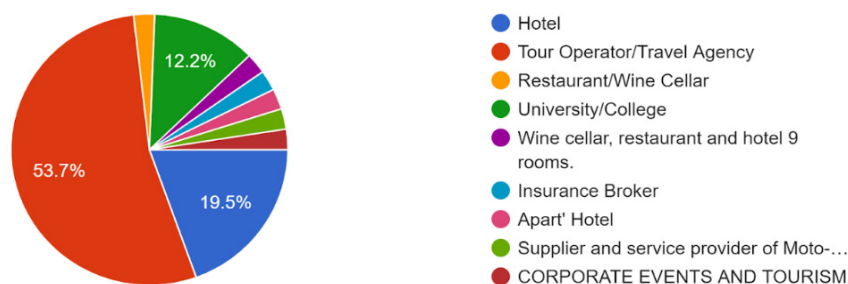 12.2%
53.7%
19.5%
Hotel
Tour Operator/Travel Agency
Restaurant/Wine Cellar
University/College
Wine cellar, restaurant and hotel 9
rooms.
Insurance Broker
Apart' Hotel
Supplier and service provider of Moto-…
CORPORATE EVENTS AND TOURISM